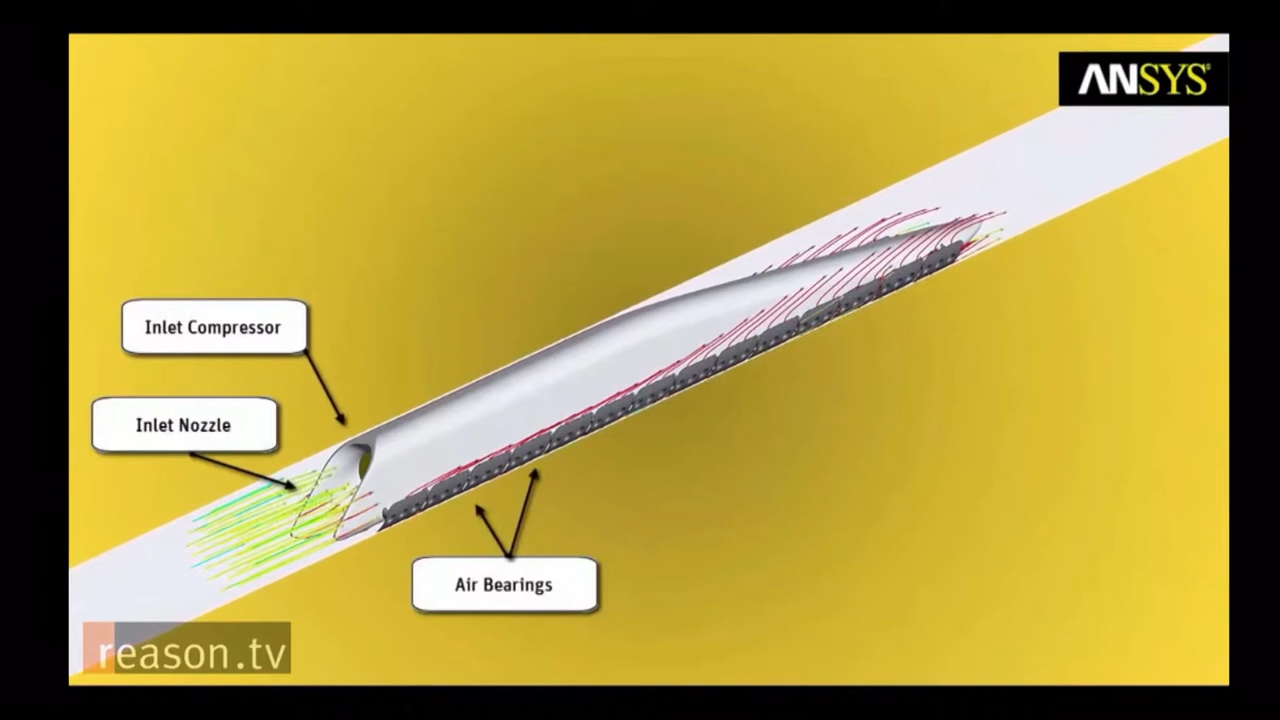 ANSYS
Inlet Compressor
Inlet Nozzle
Air Bearings
reason.tv